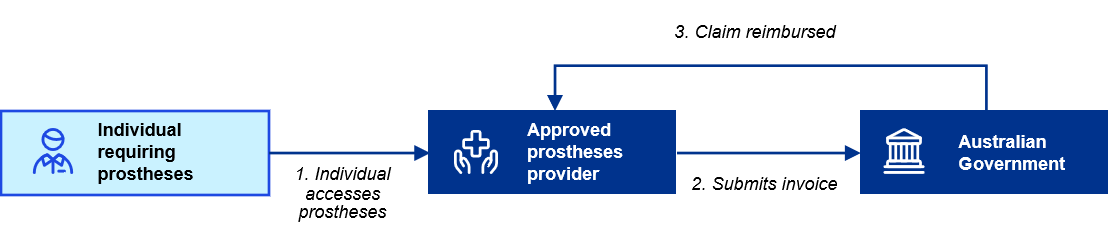 3. Claim reimbursed
Individual
requiring
prostheses
1. Individual
accesses
prostheses
Approved
prostheses
provider
2. Submits invoice
Australian
Government